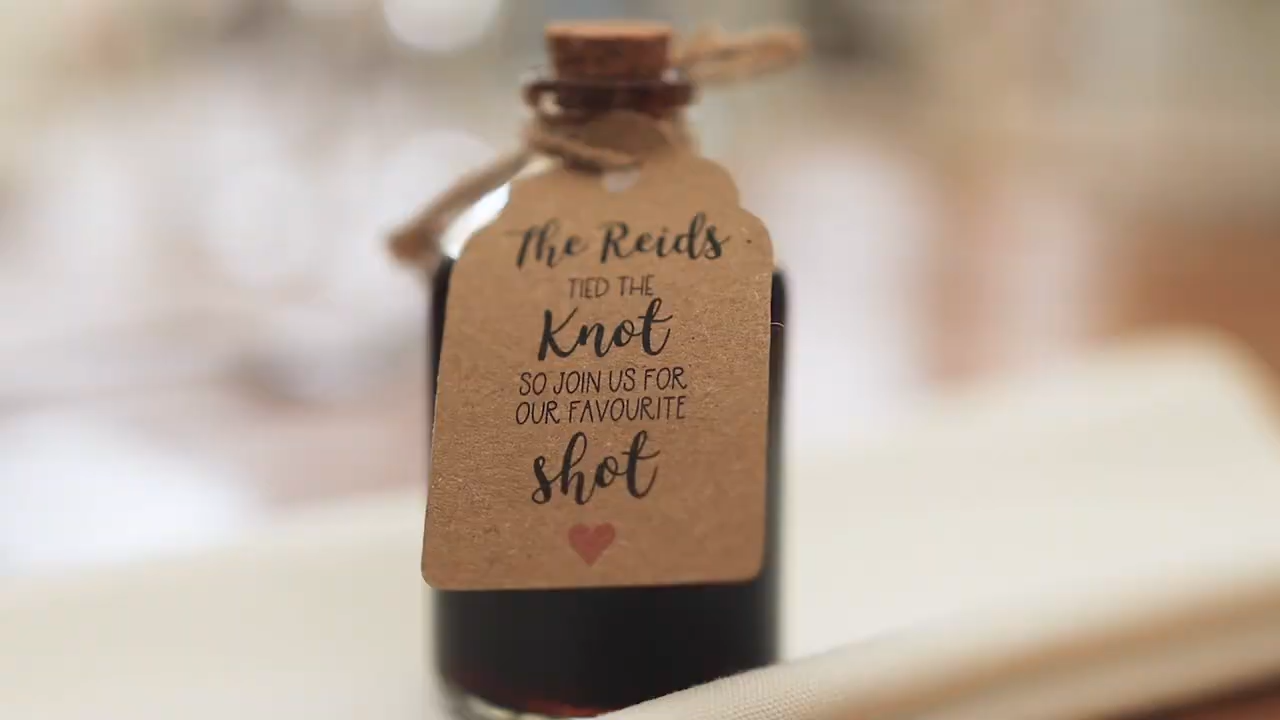 The Reids
TIED THE
Knot
SO JOIN US FOR
OUR FAVOURITE
shot